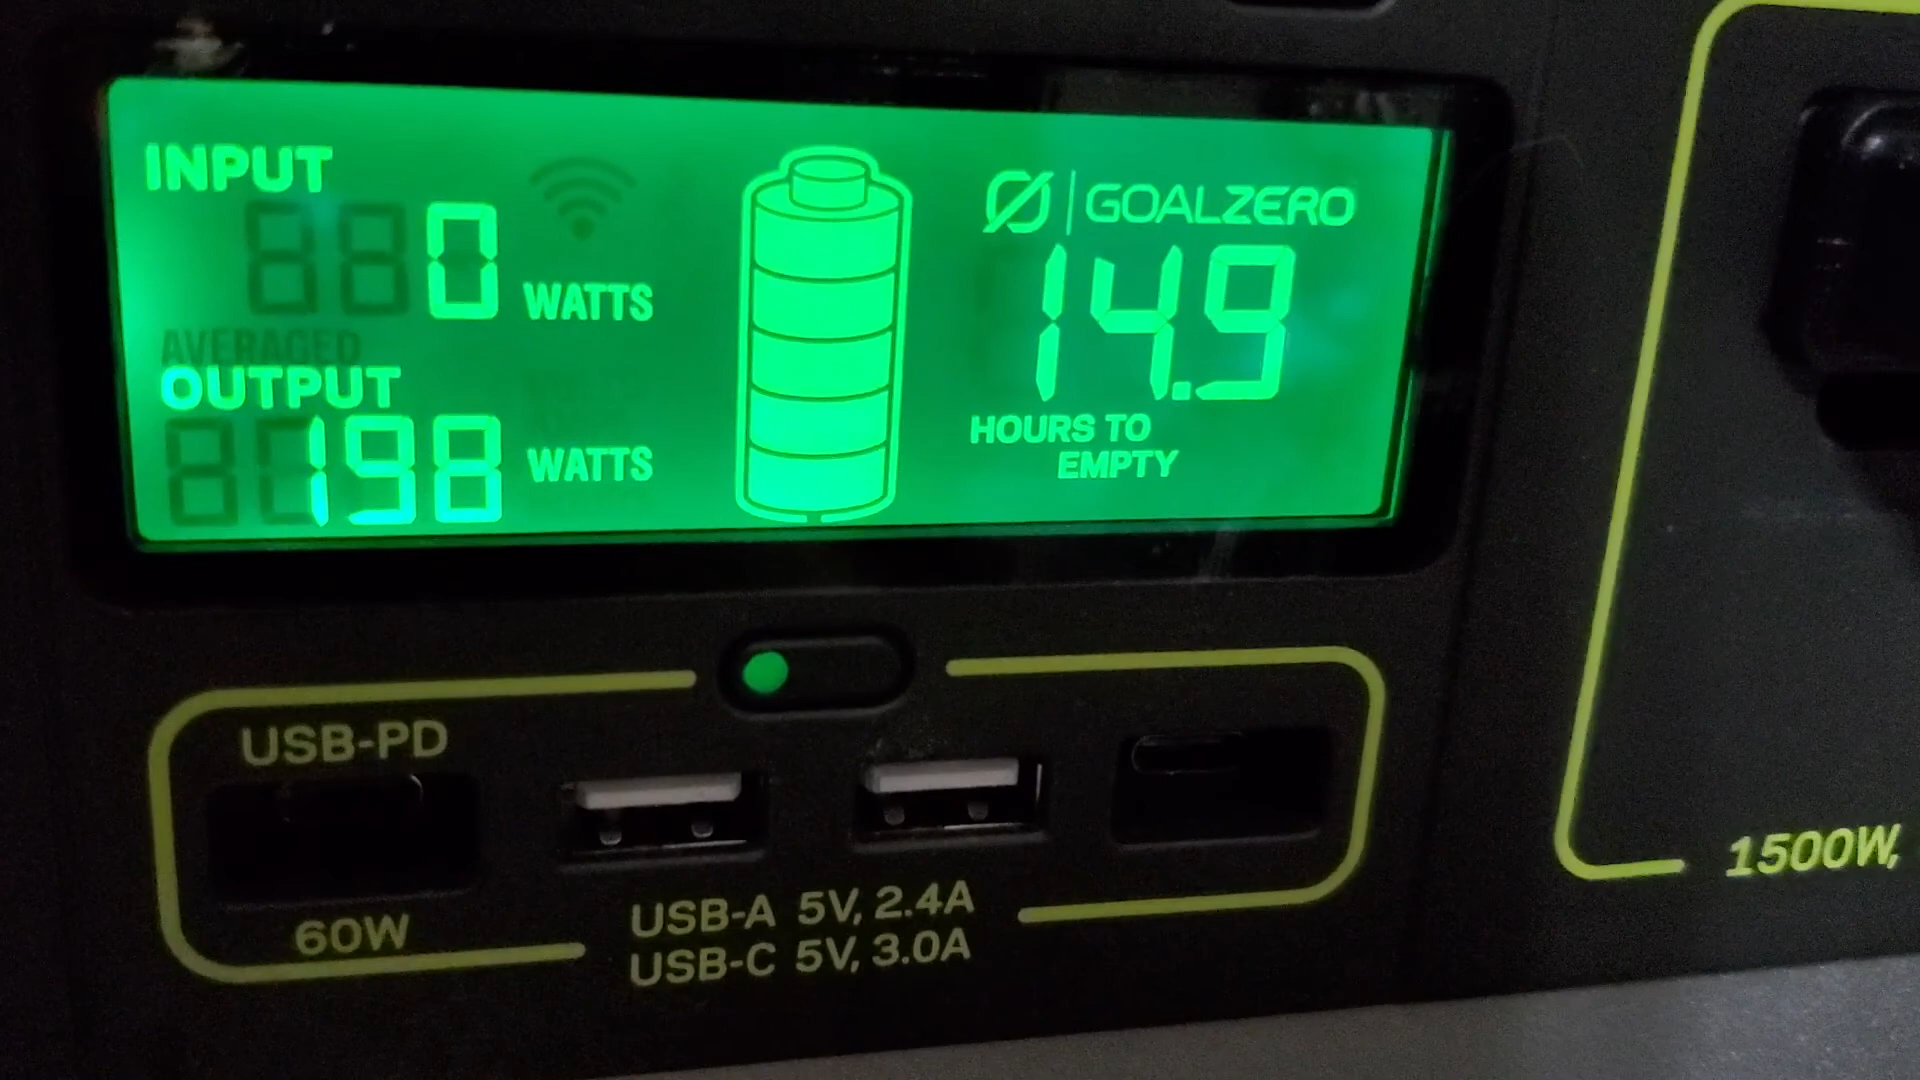 INPUT
0 WATTS
AVERAGED
OUTPUT
198 WATTS
GOALZERO
14.9
HOURS TO
EMPTY
USB-PD
60W
USB-A 5V, 2.4A
USB-C 5V, 3.0A
1500W,